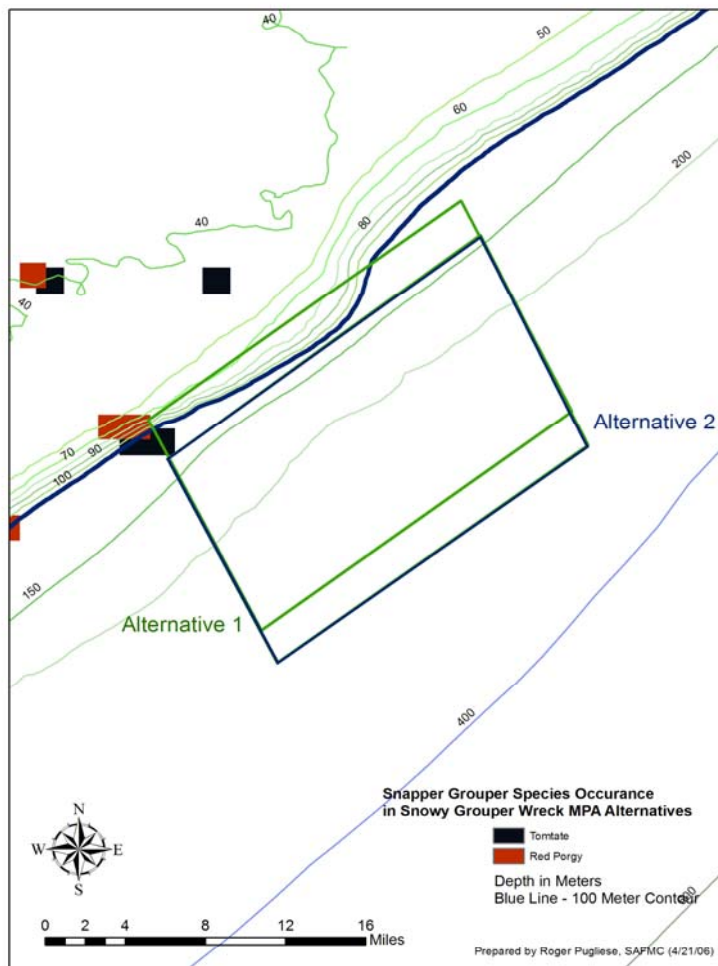 40
50
60
200
40
80
40
40
Alternative 2
70
90
100
150
Alternative 1
400
Snapper Grouper Species Occurance
in Snowy Grouper Wreck MPA Alternatives
Tomtate
Red Porgy
Depth in Meters
Blue Line - 100 Meter Contour
N
W E
S
0 4 8 12 16
Miles
Prepared by Roger Pugliese, SAFMC (4/21/06)